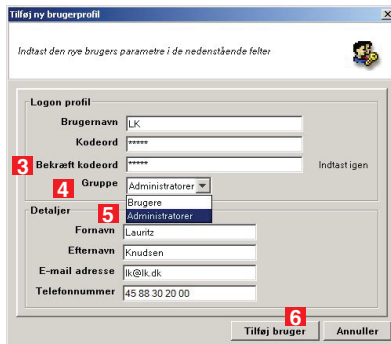 Tilføj ny brugerprofil
Indtast den nye brugers parametre i de nedenstående felter
Logon profil
Brugernavn LK
Kodeord *****
3 Bekræft kodeord ***** Indtast igen
4 Gruppe Administratorer
Brugere
5 Administratorer
Detaljer
Fornavn Lauritz
Efternavn Knudsen
E-mail adresse lk@lk.dk
Telefonnummer 45 88 30 20 00
6
Tilføj bruger Annuller